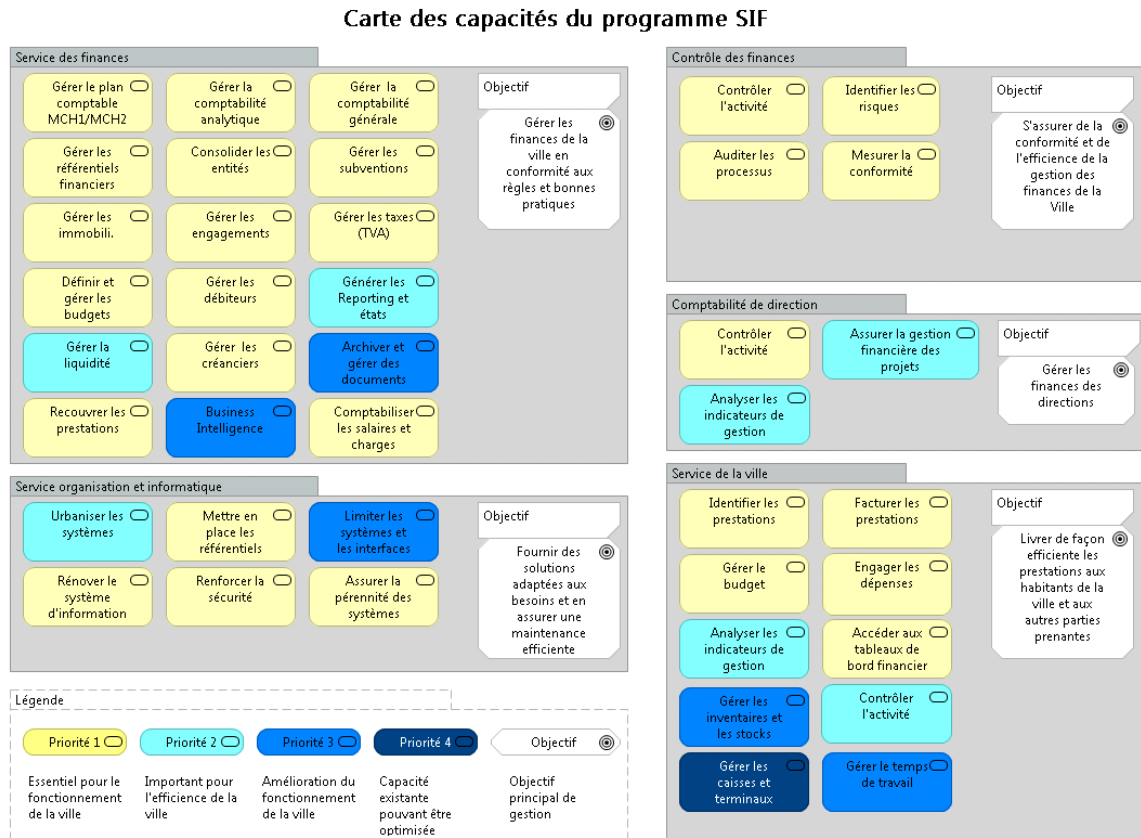 Carte des capacités du programme SIF
Service des finances
Gérer le plan
comptable
MCH1/MCH2
Gérer la
comptabilité
analytique
Gérer la
comptabilité
générale
Gérer les
référentiels
financiers
Consolider les
entités
Gérer les
subventions
Gérer les
immobili.
Gérer les
engagements
Gérer les taxes
(TVA)
Définir et
gérer les
budgets
Gérer les
débiteurs
Générer les
Reporting et
états
Gérer la
liquidité
Gérer les
créanciers
Archiver et
gérer des
documents
Recouvrer les
prestations
Business
Intelligence
Comptabiliser
les salaires et
charges
Objectif
Gérer les
finances de la
ville en
conformité aux
règles et bonnes
pratiques
Service organisation et informatique
Urbaniser les
systèmes
Mettre en
place les
référentiels
Limiter les
systèmes et
les interfaces
Rénover le
système
d'information
Renforcer la
sécurité
Assurer la
pérennité des
systèmes
Objectif
Fournir des
solutions
adaptées aux
besoins et en
assurer une
maintenance
efficiente
Légende
Priorité 1
Priorité 2
Priorité 3
Priorité 4
Objectif
Essentiel pour le
fonctionnement
de la ville
Important pour
l'efficience de la
ville
Amélioration du
fonctionnement
de la ville
Capacité
existante
pouvant être
optimisée
Objectif
principal de
gestion
Contrôle des finances
Contrôler
l'activité
Identifier les
risques
Auditer les
processus
Mesurer la
conformité
Objectif
S'assurer de la
conformité et de
l'efficience de la
gestion des
finances de la
Ville
Comptabilité de direction
Contrôler
l'activité
Assurer la gestion
financière des
projets
Analyser les
indicateurs de
gestion
Objectif
Gérer les
finances des
directions
Service de la ville
Identifier les
prestations
Facturer les
prestations
Gérer le
budget
Engager les
dépenses
Analyser les
indicateurs de
gestion
Accéder aux
tableaux de
bord financier
Gérer les
inventaires et
les stocks
Contrôler
l'activité
Gérer les
caisses et
terminaux
Gérer le temps
de travail
Objectif
Livrer de façon
efficiente les
prestations aux
habitants de la
ville et aux
autres parties
prenantes